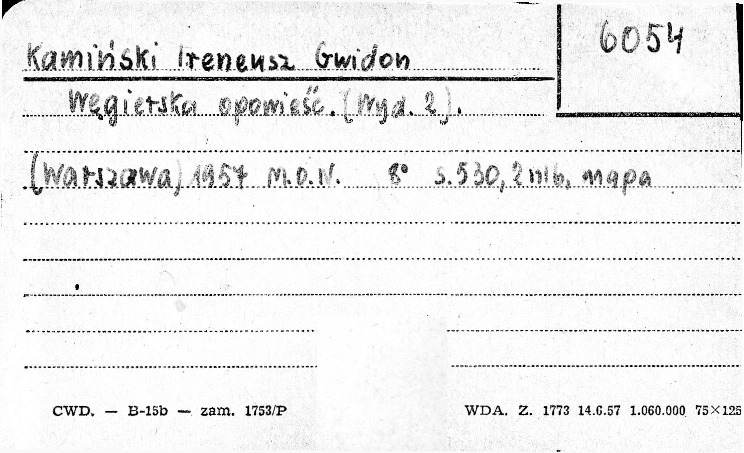 6054
Kamiński Ireneusz Gwidon
Węgierska opowieść. (Wyd. 2).
(Warszawa) 1957 M.O.N. 8° s.530, 2 nlb, mapa
CWD. — B-15b — zam. 1753/P
WDA. Z. 1773 14.6.57 1.060.000 75×125